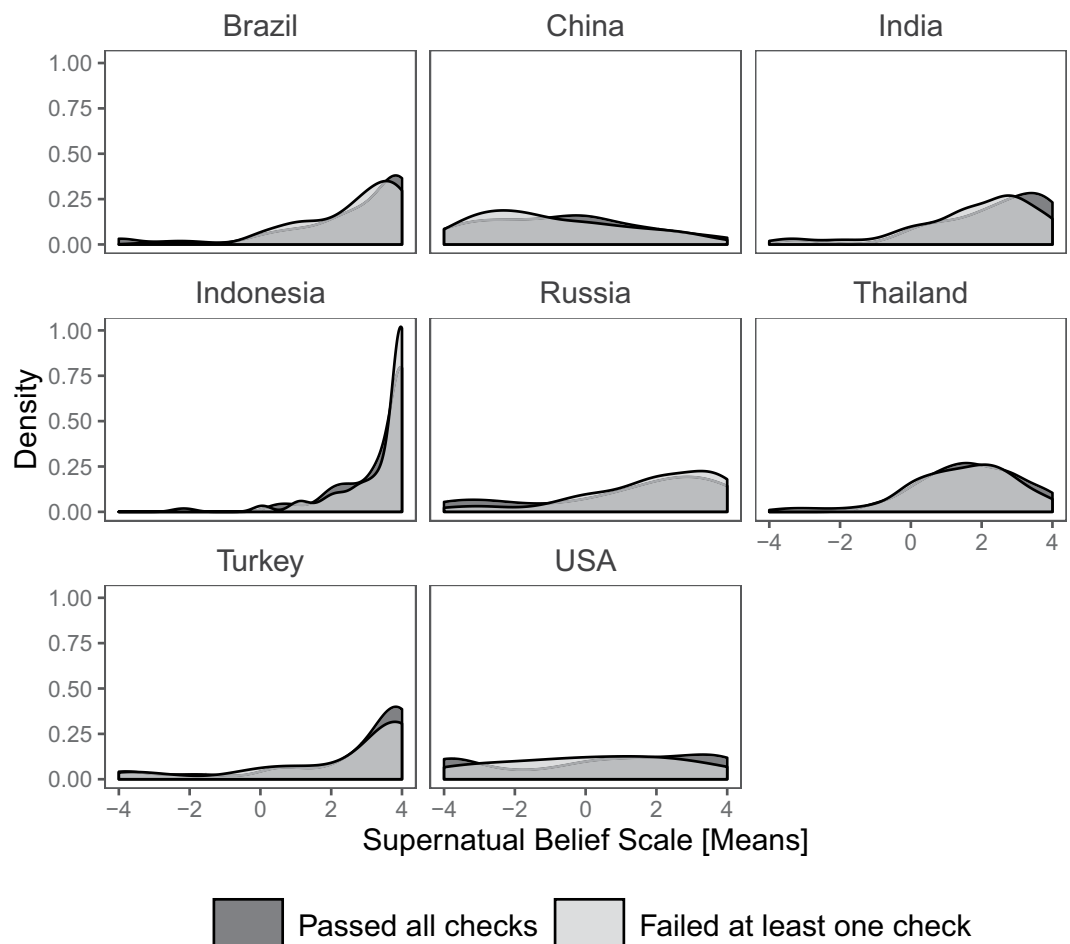 Brazil China India
1.00
0.75
0.50
0.25
0.00
Indonesia Russia Thailand
1.00
0.75
0.50
0.25
0.00
−4 −2 0 2 4
Density
Turkey USA
1.00
0.75
0.50
0.25
0.00
−4 −2 0 2 4 −4 −2 0 2 4
Supernatual Belief Scale [Means]
Passed all checks Failed at least one check